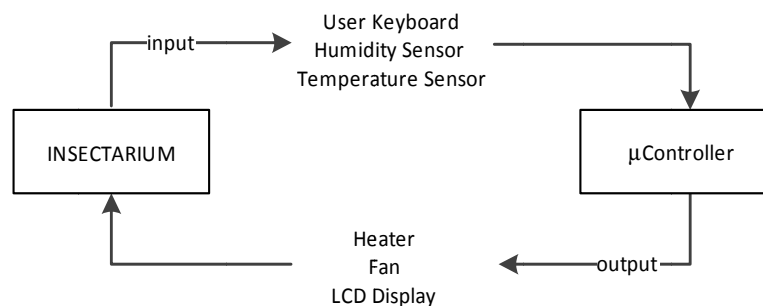 User Keyboard
input
Humidity Sensor
Temperature Sensor
INSECTARIUM
μController
Heater
Fan
output
LCD Display